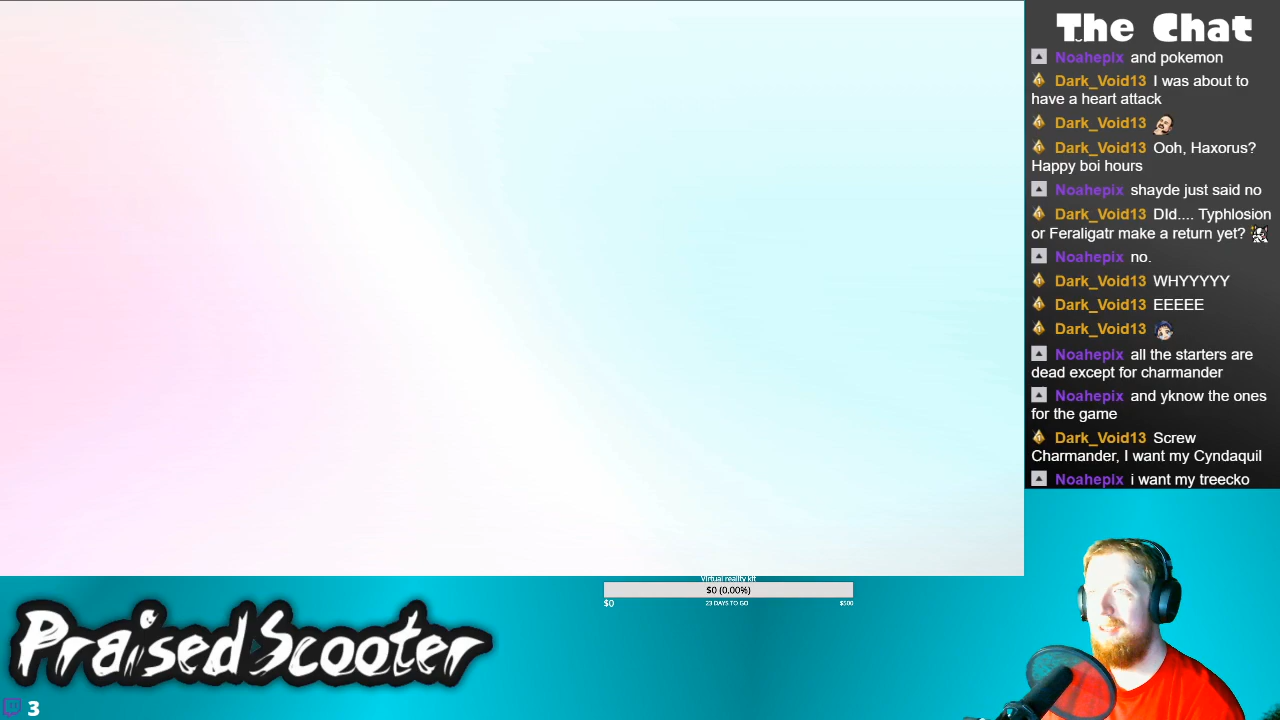 The Chat
Noahepix and pokemon
Dark_Void13 I was about to
have a heart attack
Dark_Void13
Dark_Void13 Ooh, Haxorus?
Happy boi hours
Noahepix shayde just said no
Dark_Void13 DId.... Typhlosion
or Feraligatr make a return yet?
Noahepix no.
Dark_Void13 WHYYYYY
Dark_Void13 EEEEE
Dark_Void13
Noahepix all the starters are
dead except for charmander
Noahepix and yknow the ones
for the game
Dark_Void13 Screw
Charmander, I want my Cyndaquil
Noahepix i want my treecko
Virtual reality kit
$0 (0.00%)
$0 23 DAYS TO GO $500
Praised Scooter
3